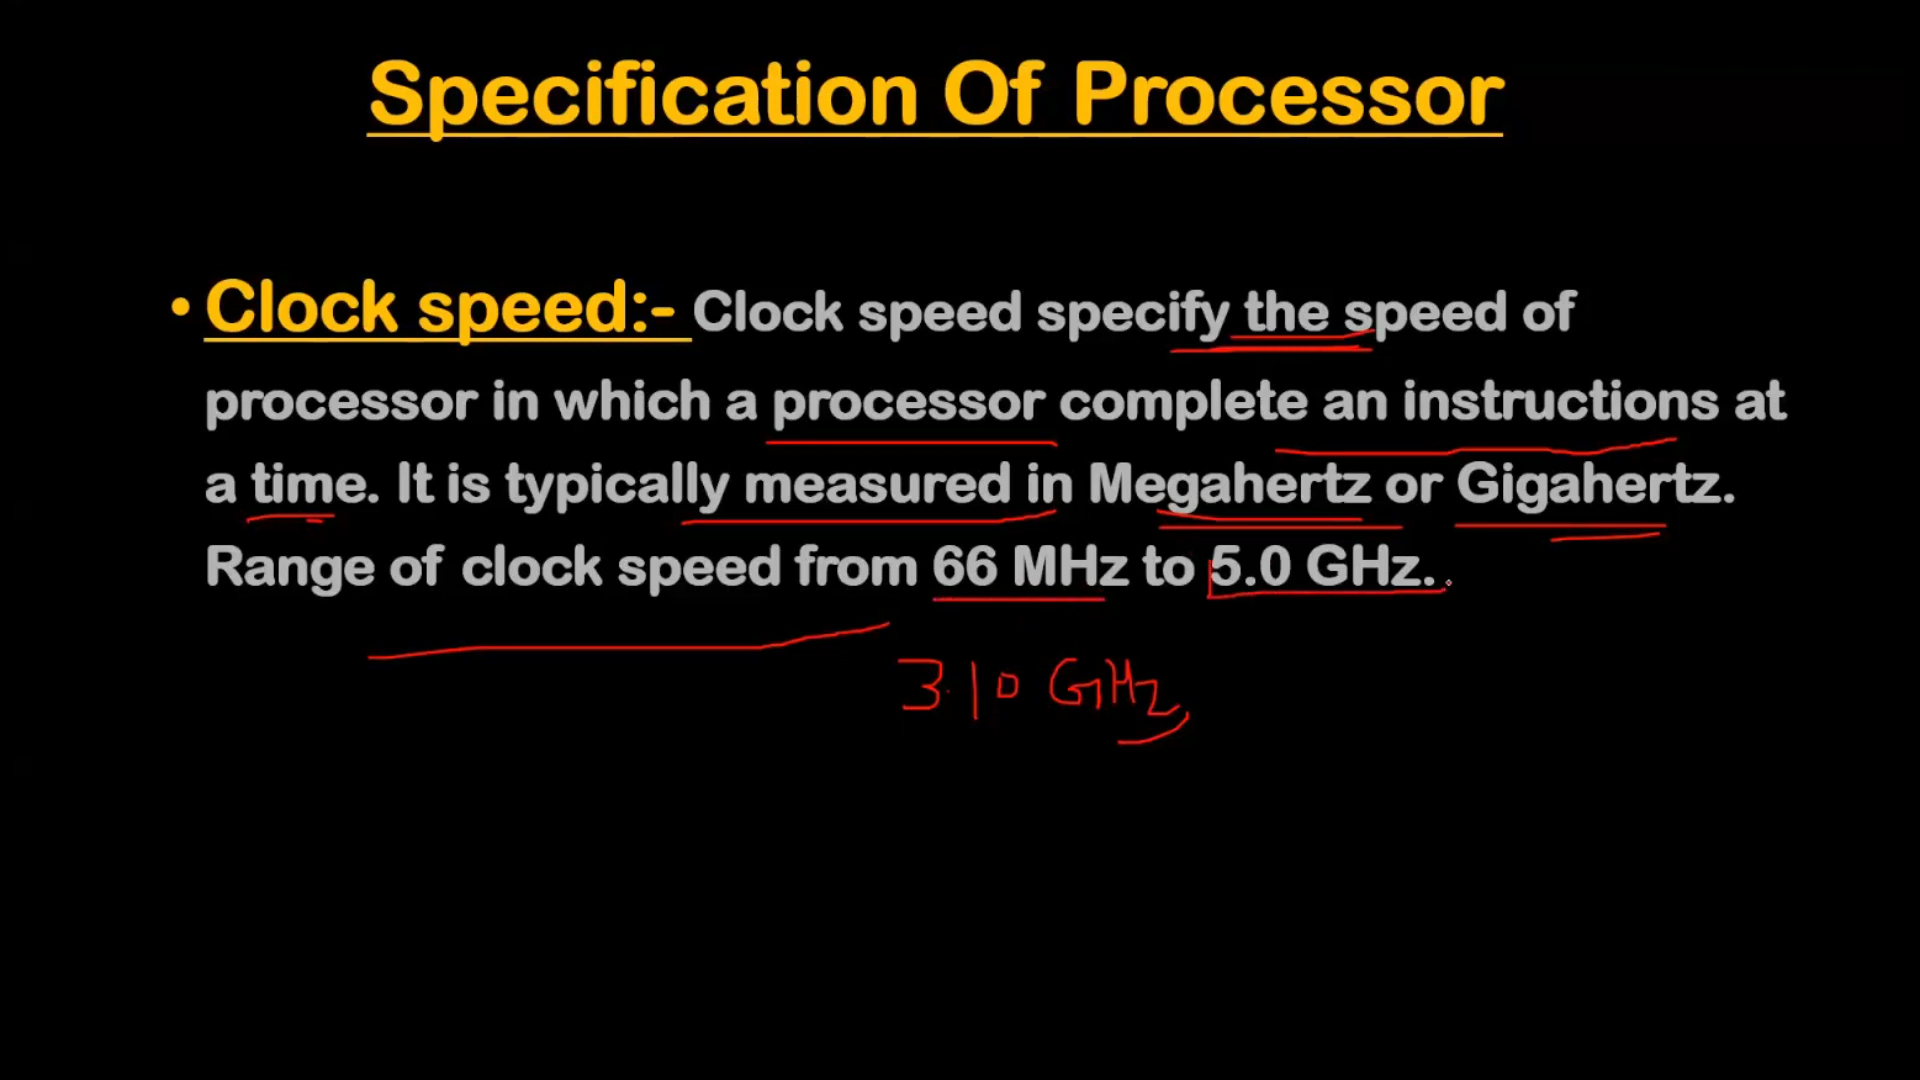 Specification Of Processor
• Clock speed:- Clock speed specify the speed of
processor in which a processor complete an instructions at
a time. It is typically measured in Megahertz or Gigahertz.
Range of clock speed from 66 MHz to 5.0 GHz.
3.10 GHz